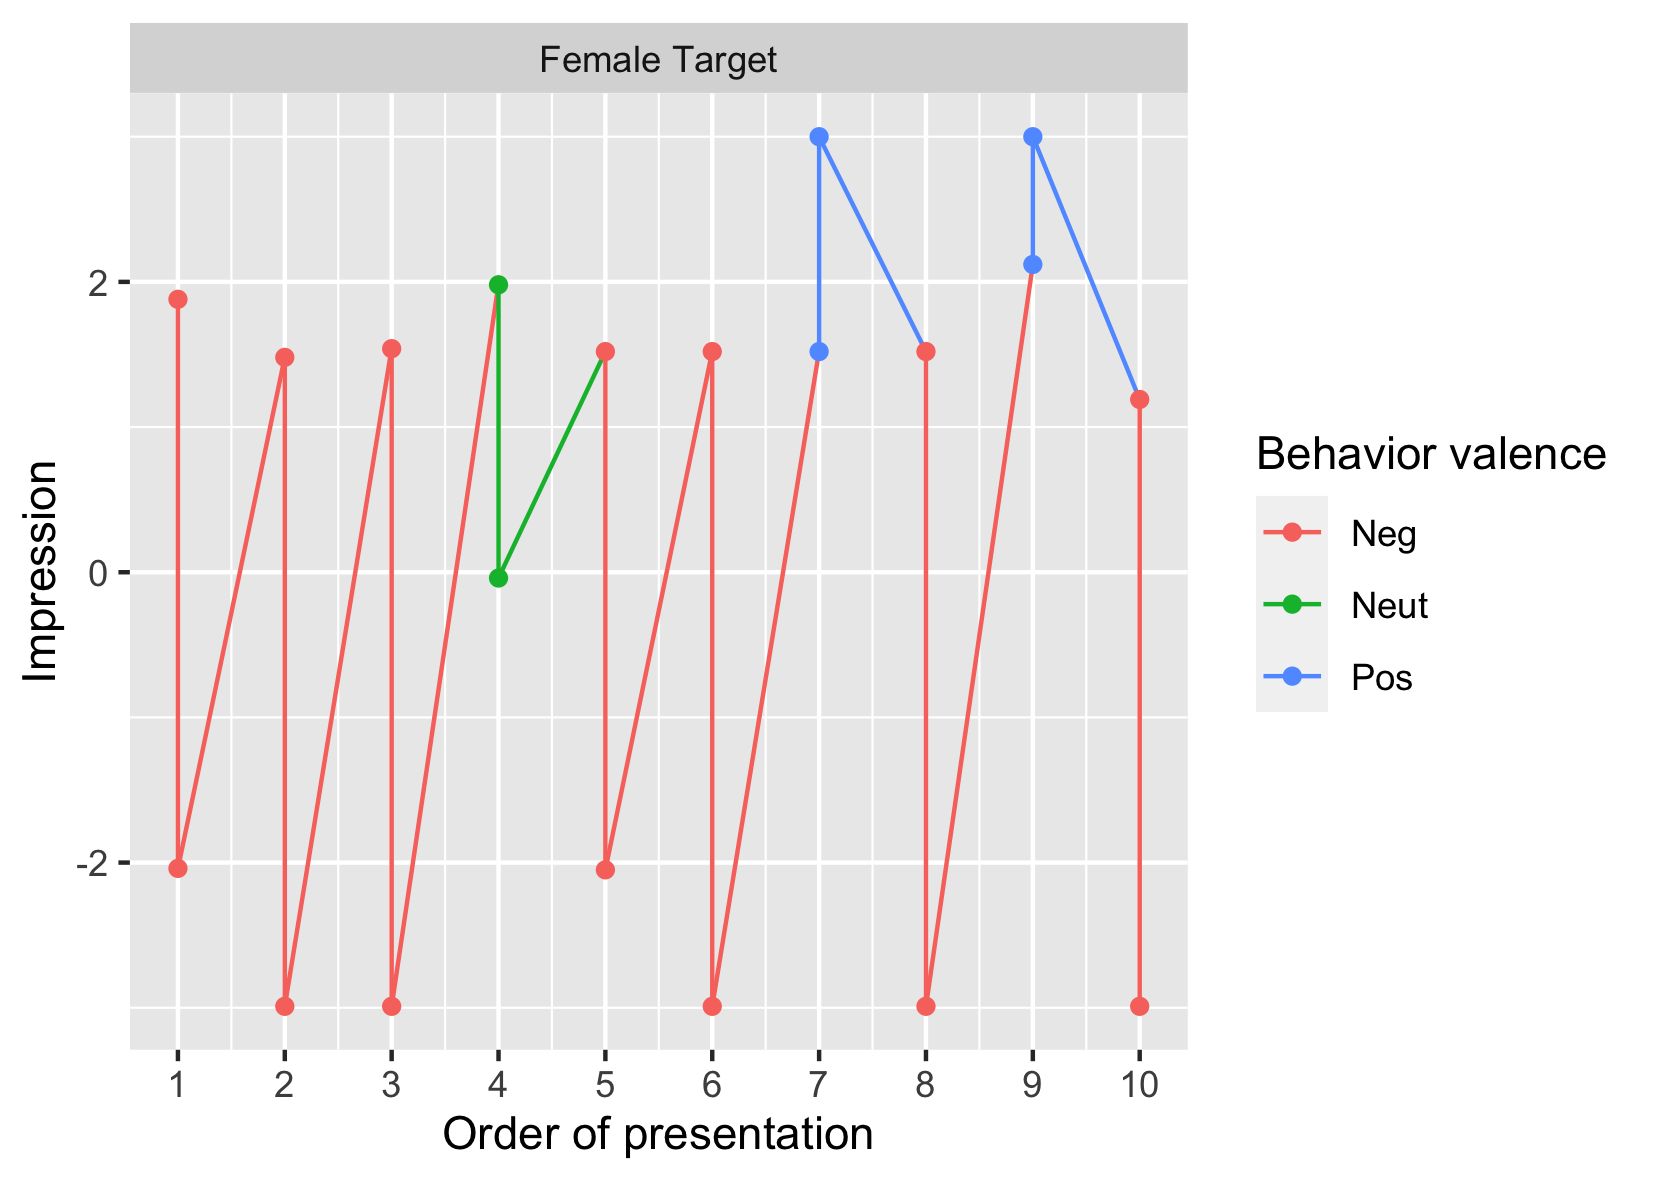 Female Target
Impression
2
0
-2
1 2 3 4 5 6 7 8 9 10
Order of presentation
Behavior valence
Neg
Neut
Pos